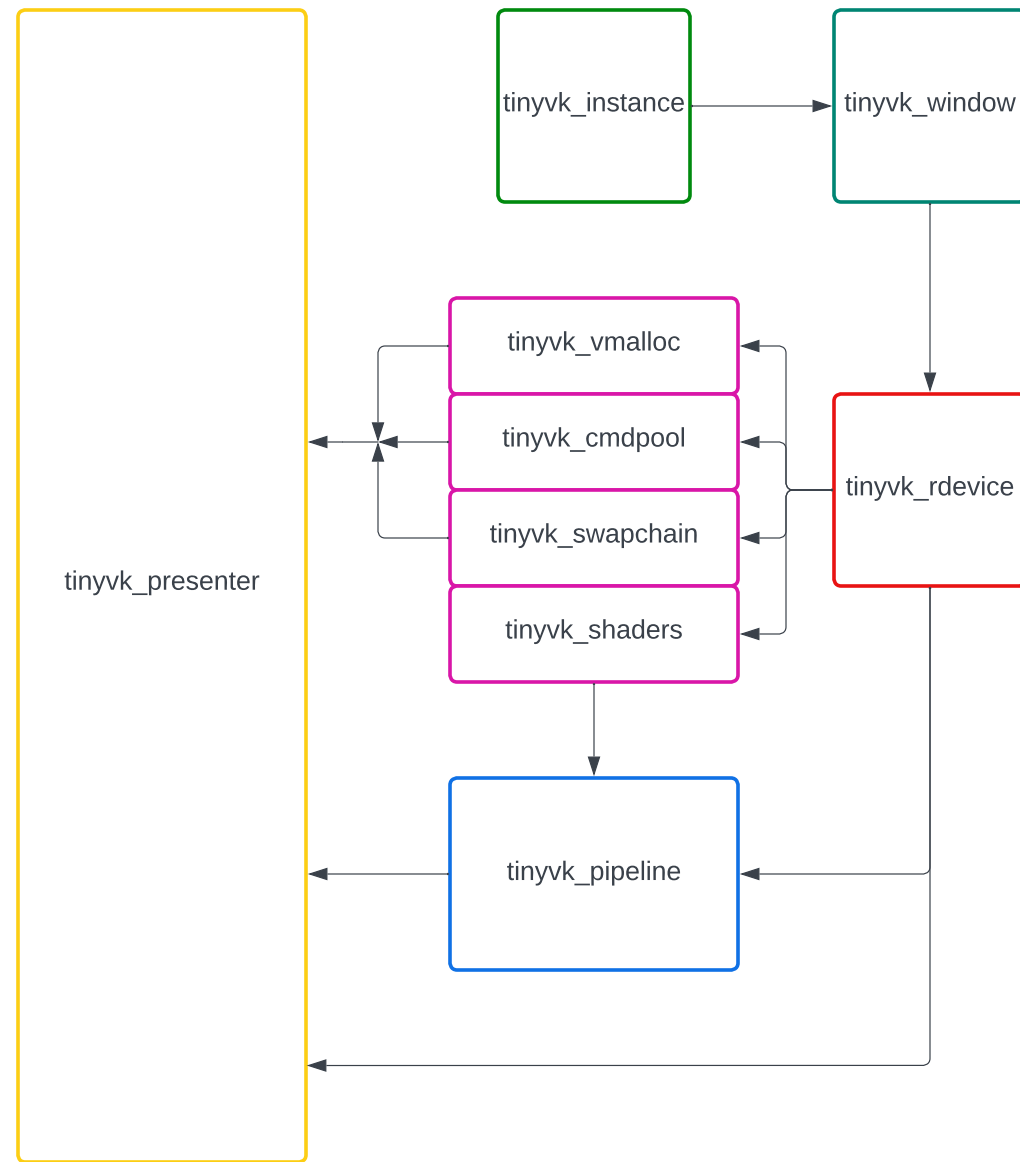 tinyvk_instance
tinyvk_window
tinyvk_vmalloc
tinyvk_cmdpool
tinyvk_rdevice
tinyvk_swapchain
tinyvk_presenter
tinyvk_shaders
tinyvk_pipeline